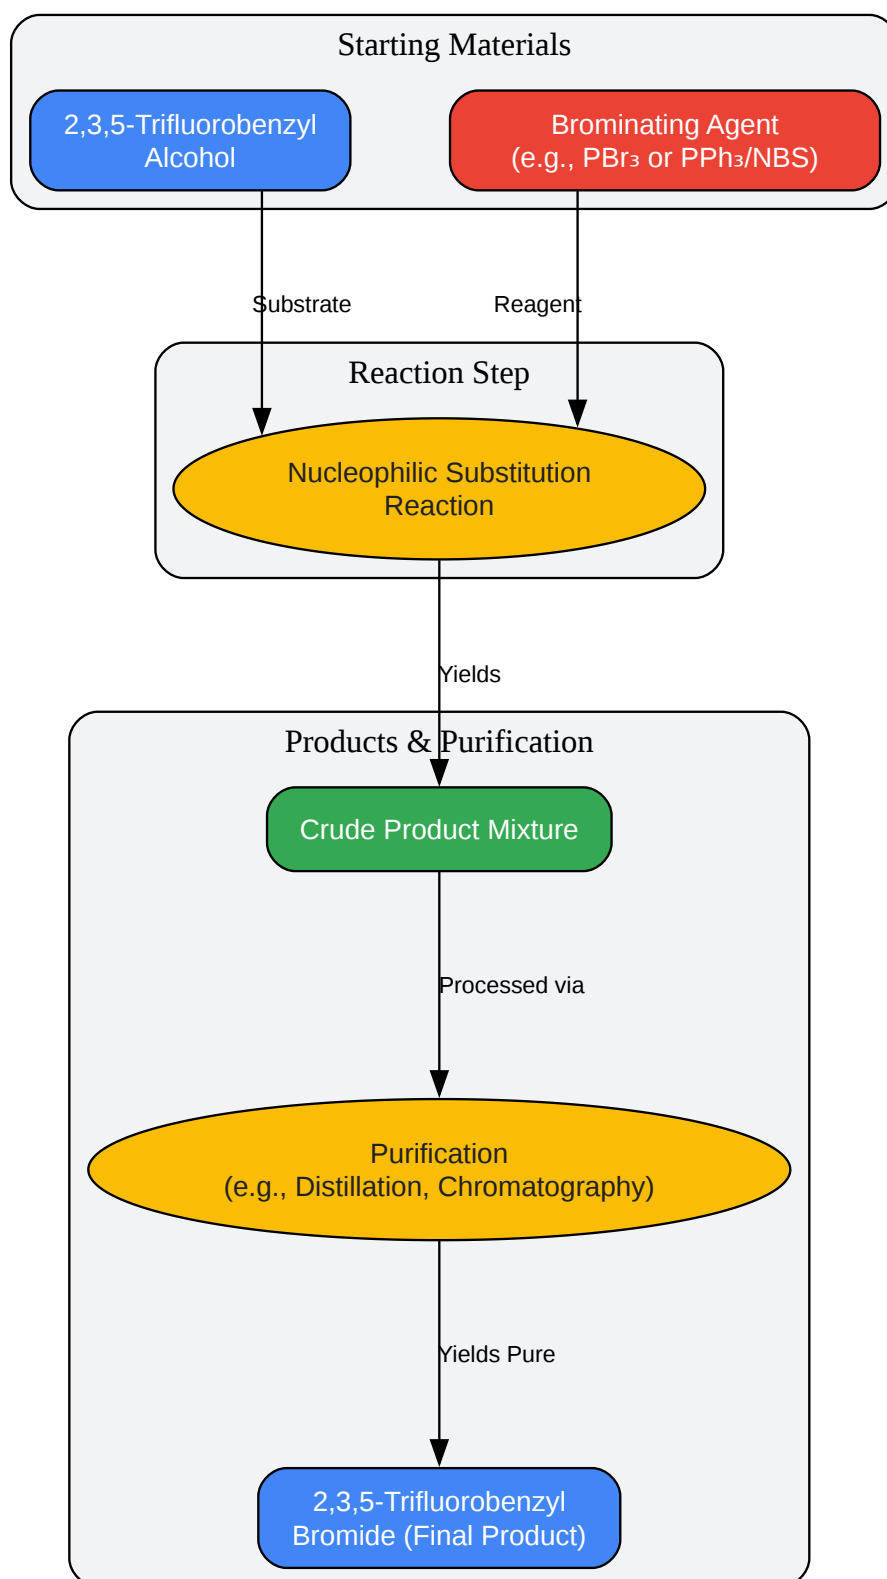 Starting Materials
2,3,5-Trifluorobenzyl
Alcohol
Brominating Agent
(e.g., PBr₃ or PPh₃/NBS)
Substrate
Reagent
Reaction Step
Nucleophilic Substitution
Reaction
Yields
Products & Purification
Crude Product Mixture
Processed via
Purification
(e.g., Distillation, Chromatography)
Yields Pure
2,3,5-Trifluorobenzyl
Bromide (Final Product)